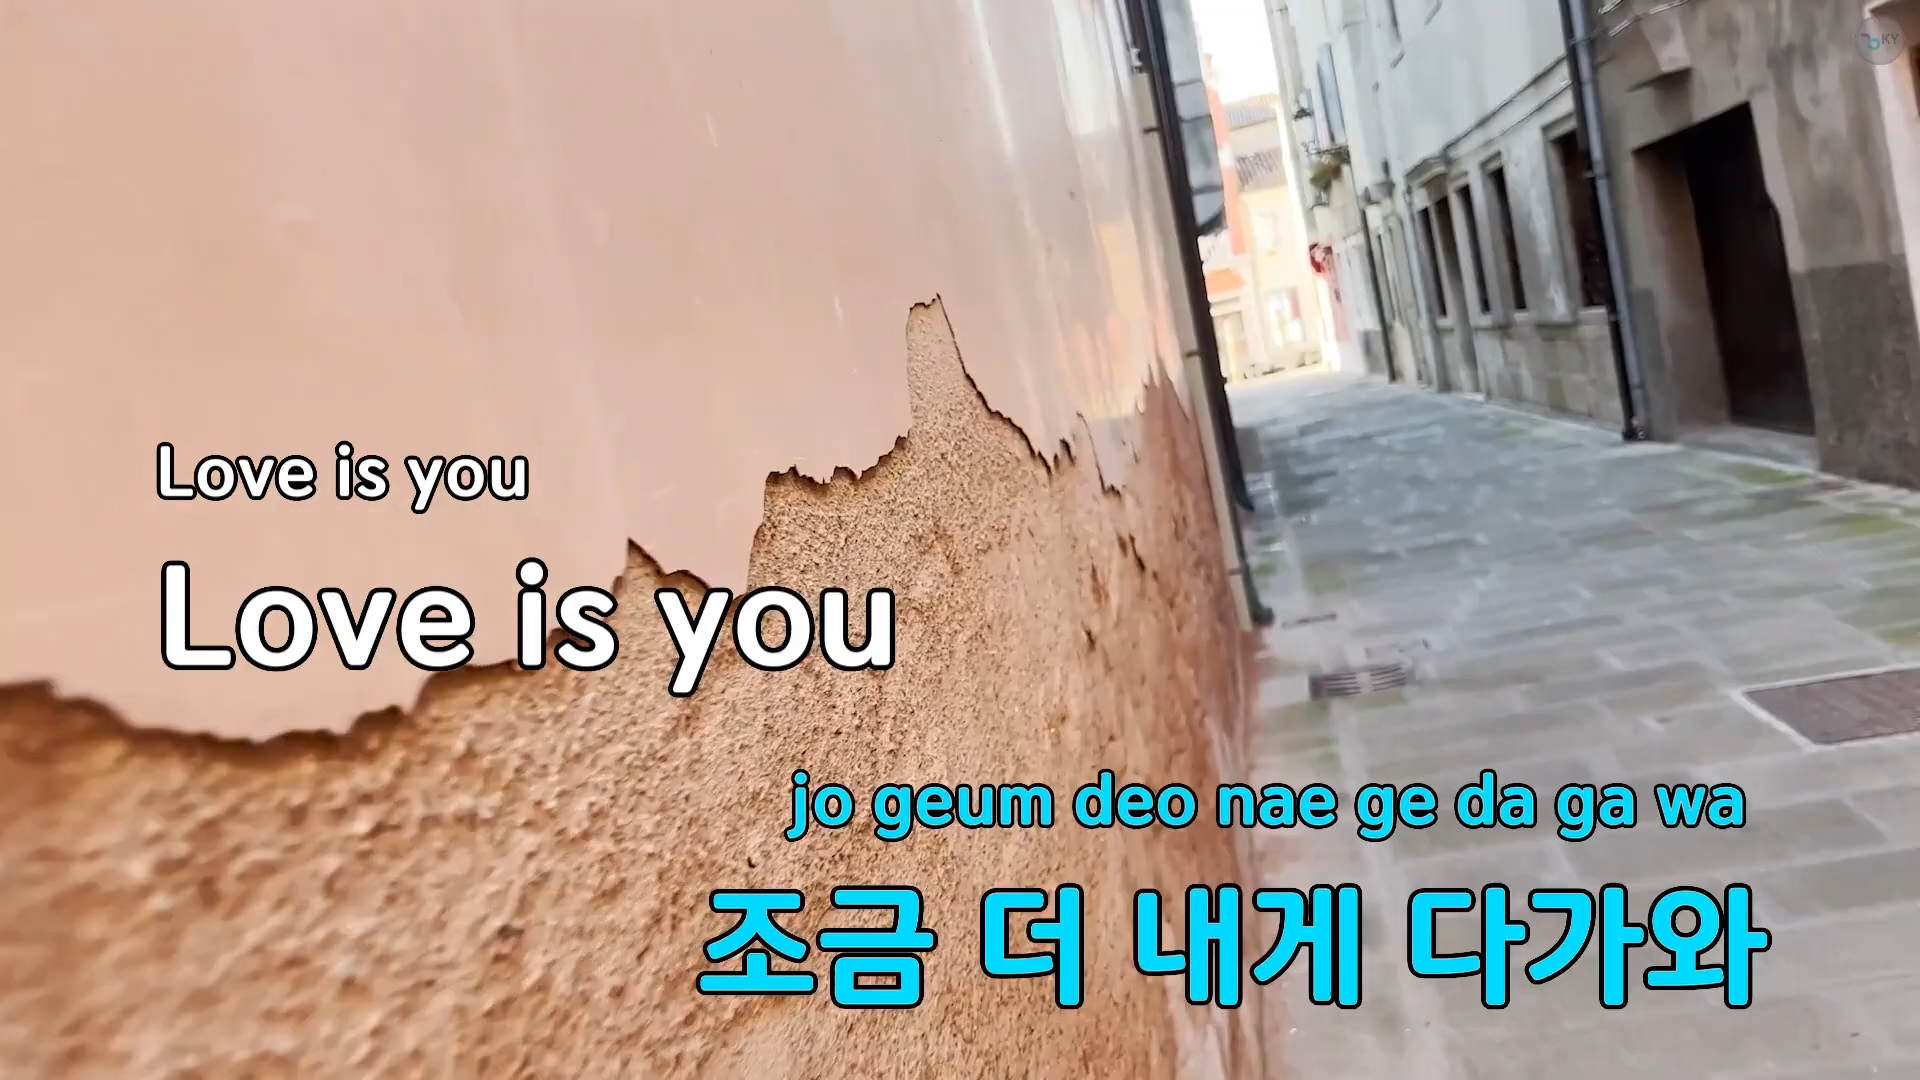 KY
Love is you
Love is you
jo geum deo nae ge da ga wa
조금 더 내게 다가와